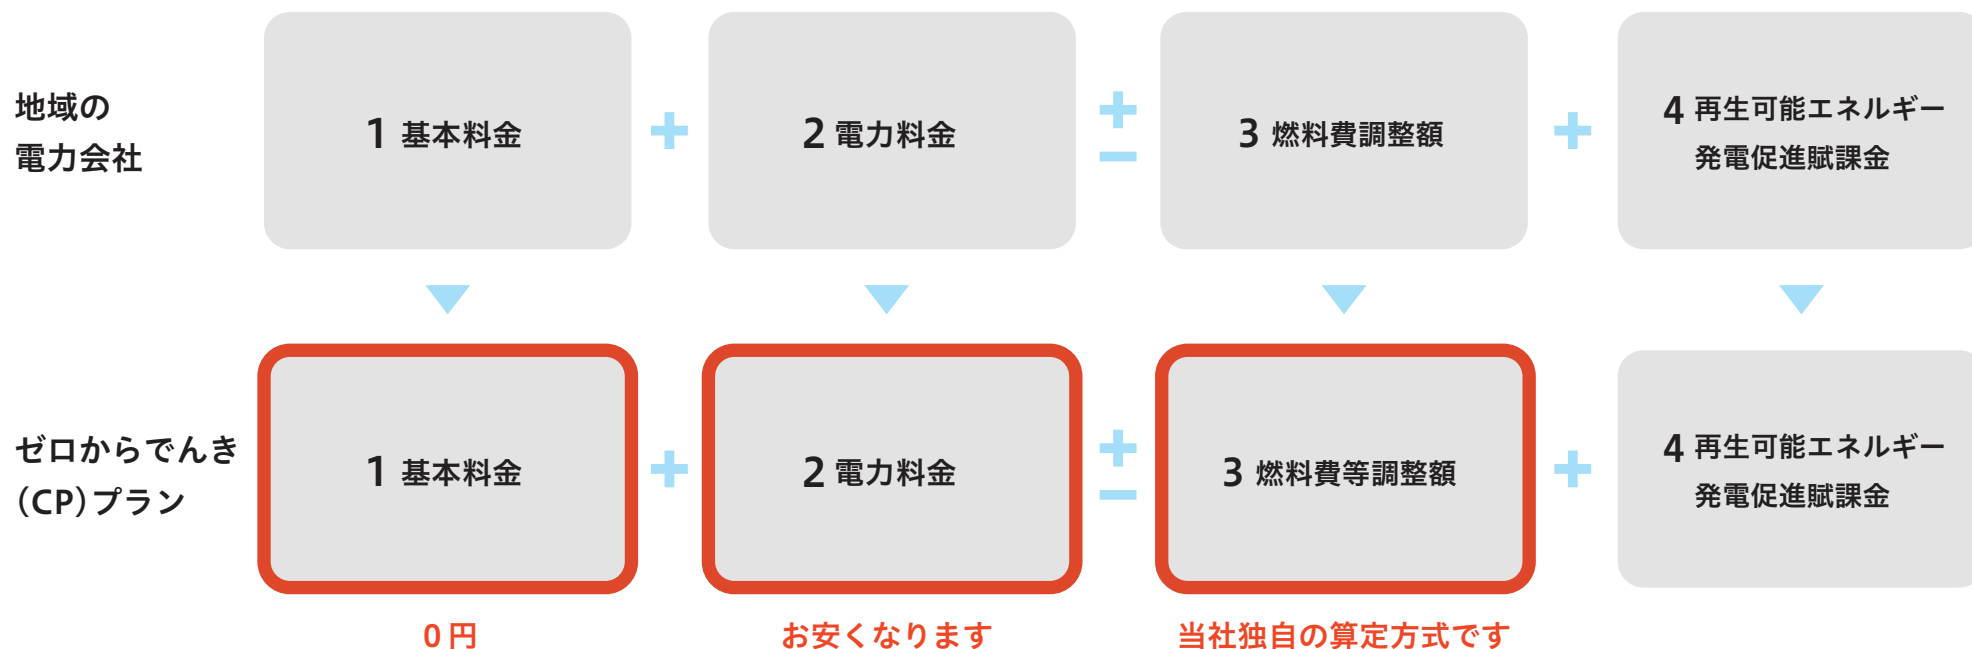 地域の
電力会社
1 基本料金
+
2 電力料金
±
3 燃料費調整額
+
4 再生可能エネルギー
発電促進賦課金
ゼロからでんき
（CP）プラン
1 基本料金
+
2 電力料金
±
3 燃料費等調整額
+
4 再生可能エネルギー
発電促進賦課金
0 円
お安くなります
当社独自の算定方式です